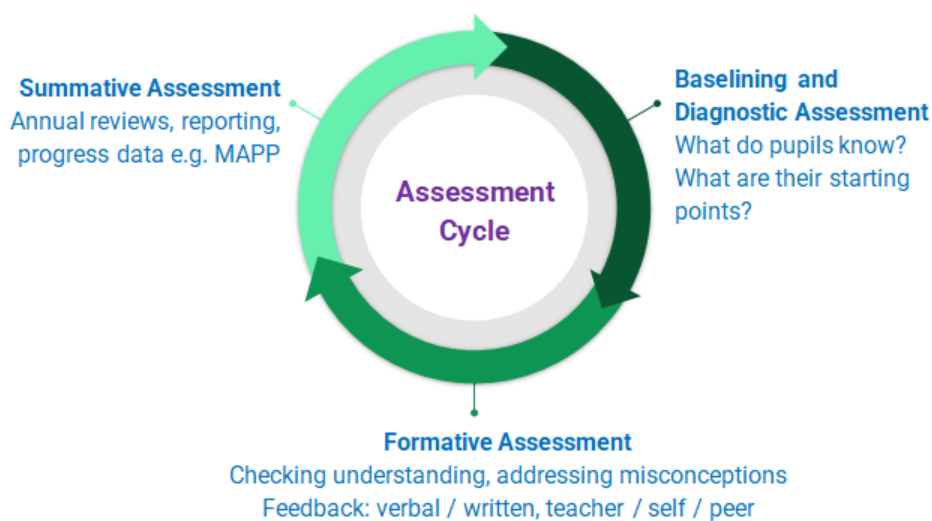 Summative Assessment
Annual reviews, reporting,
progress data e.g. MAPP
Baselining and
Diagnostic Assessment
What do pupils know?
What are their starting
points?
Assessment
Cycle
Formative Assessment
Checking understanding, addressing misconceptions
Feedback: verbal / written, teacher / self / peer